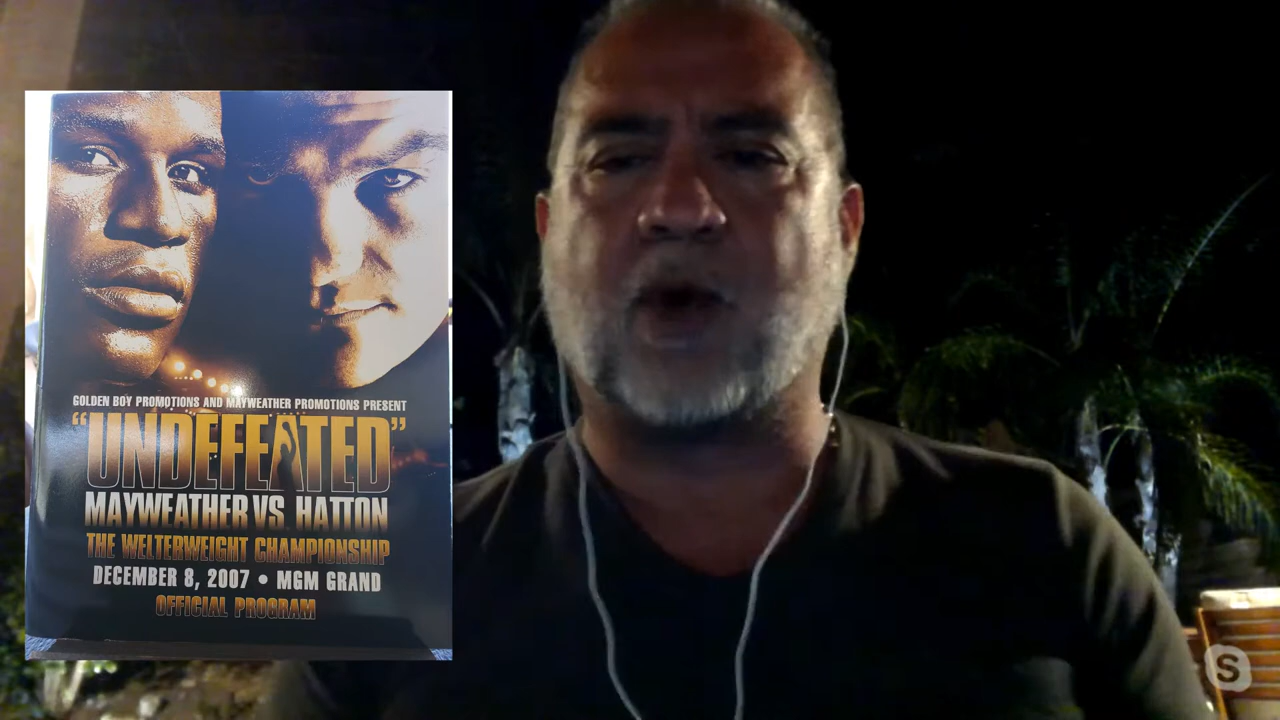 GOLDEN BOY PROMOTIONS AND MAYWEATHER PROMOTIONS PRESENT
"UNDEFEATED"
MAYWEATHER VS. HATTON
THE WELTERWEIGHT CHAMPIONSHIP
DECEMBER 8, 2007 • MGM GRAND
OFFICIAL PROGRAM
S